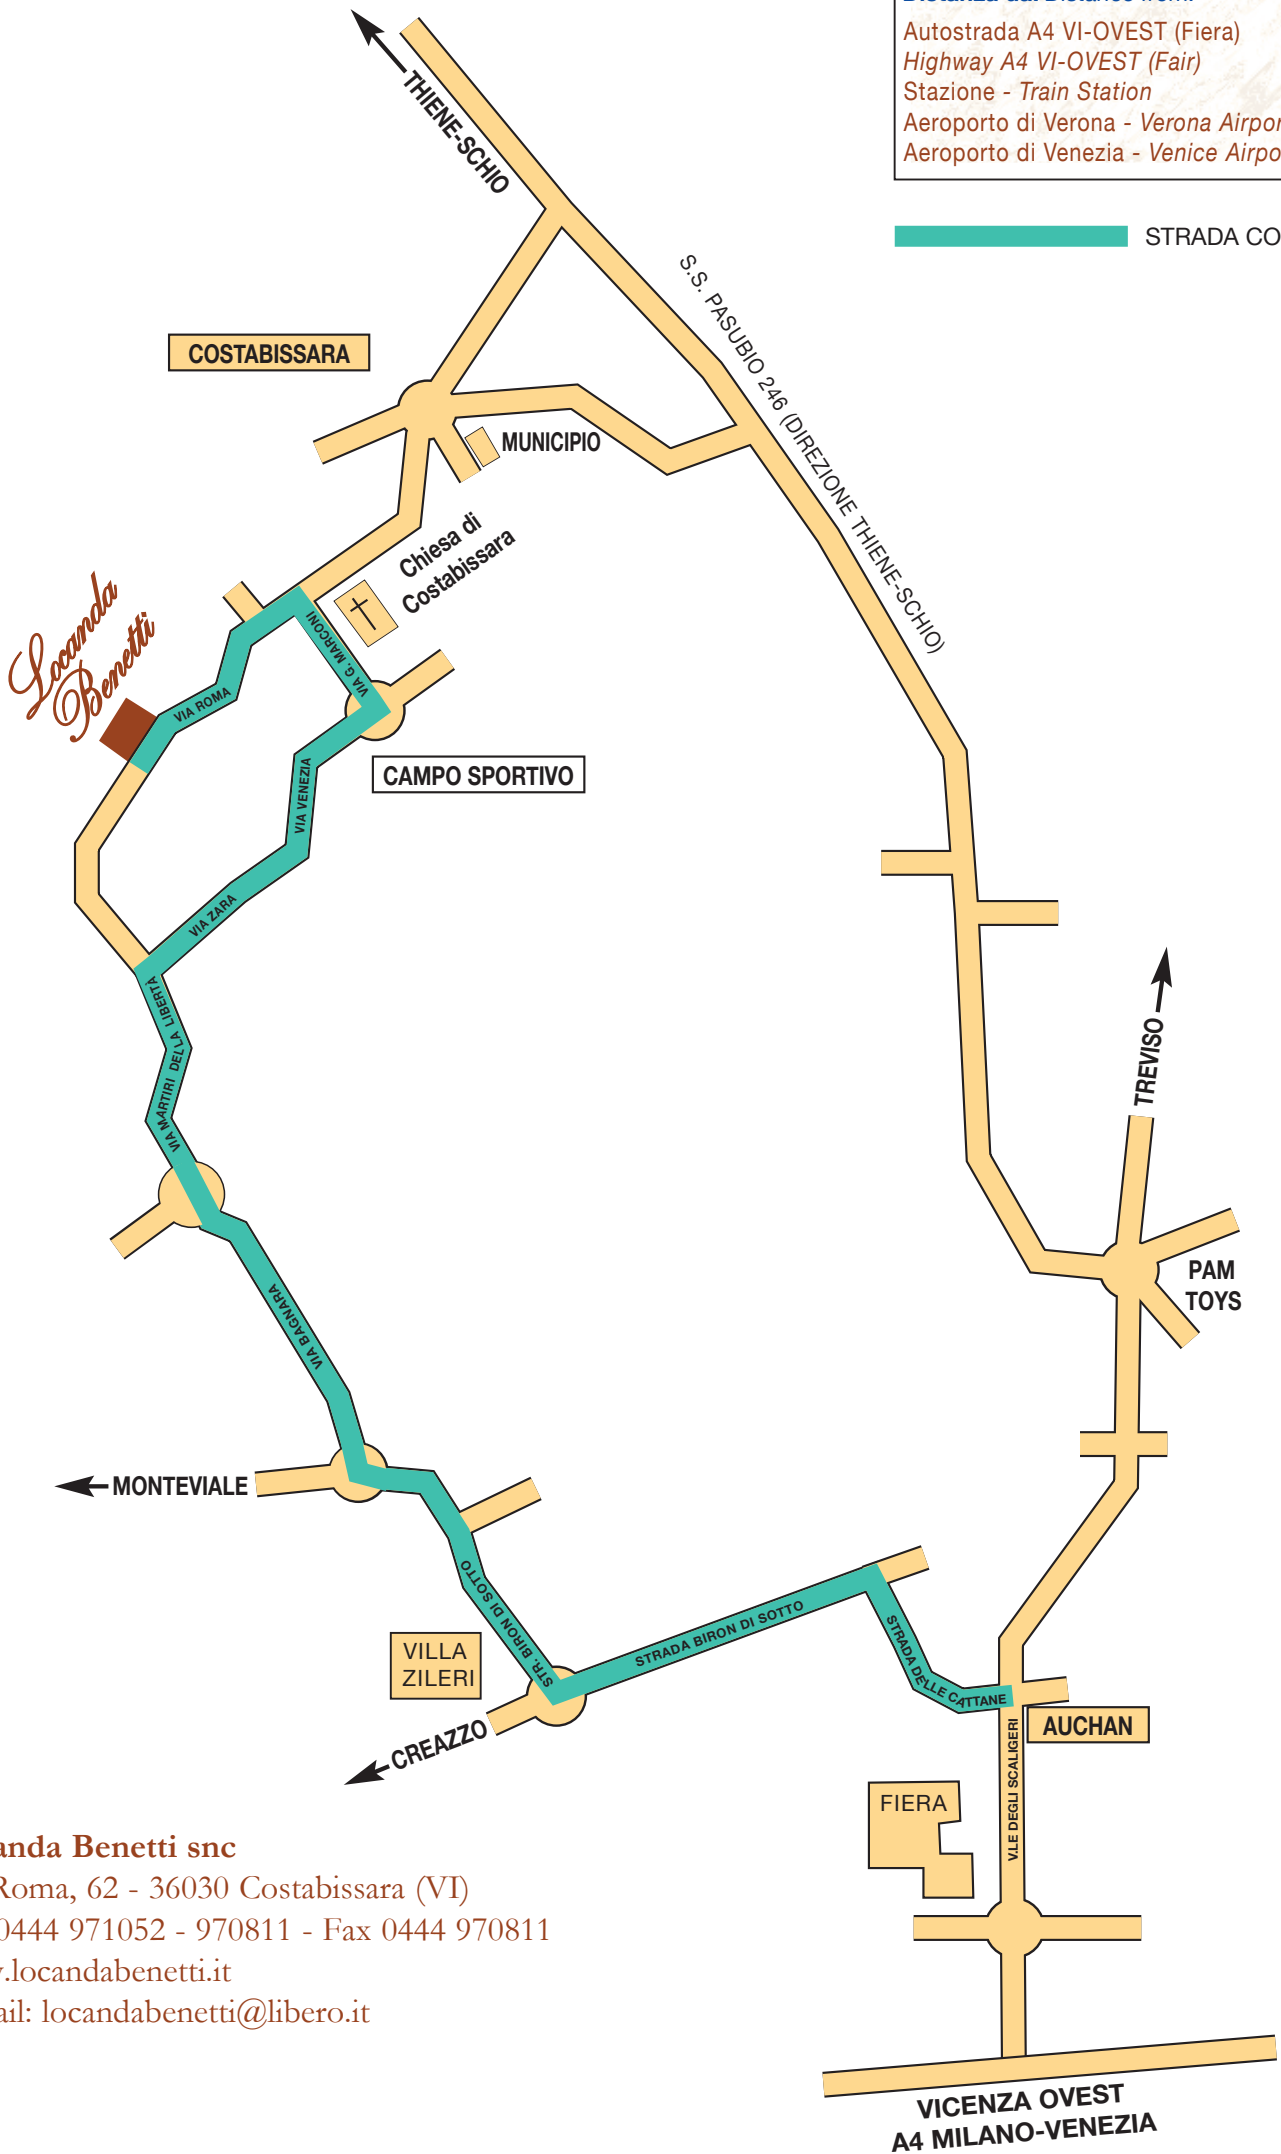 Distanza da: Distance from:
Autostrada A4 VI-OVEST (Fiera)
Highway A4 VI-OVEST (Fair)
Stazione - Train Station
Aeroporto di Verona - Verona Airpor
Aeroporto di Venezia - Venice Airpo
STRADA CO
THIENE-SCHIO
S.S. PASUBIO 246 (DIREZIONE THIENE-SCHIO)
COSTABISSARA
MUNICIPIO
Chiesa di
Costabissara
Locanda
Benetti
VIA G. MARCONI
VIA ROMA
CAMPO SPORTIVO
VIA VENEZIA
VIA ZARA
VIA MARTIRI DELLA LIBERTÀ
TREVISO
PAM
TOYS
VIA BAGNARA
MONTEVIALE
STR. BIRON DI SOTTO
STRADA BIRON DI SOTTO
STRADA DELLE CATTANE
VILLA
ZILERI
CREAZZO
AUCHAN
V.LE DEGLI SCALIGERI
FIERA
anda Benetti snc
Roma, 62 - 36030 Costabissara (VI)
0444 971052 - 970811 - Fax 0444 970811
.locandabenetti.it
ail: locandabenetti@libero.it
VICENZA OVEST
A4 MILANO-VENEZIA